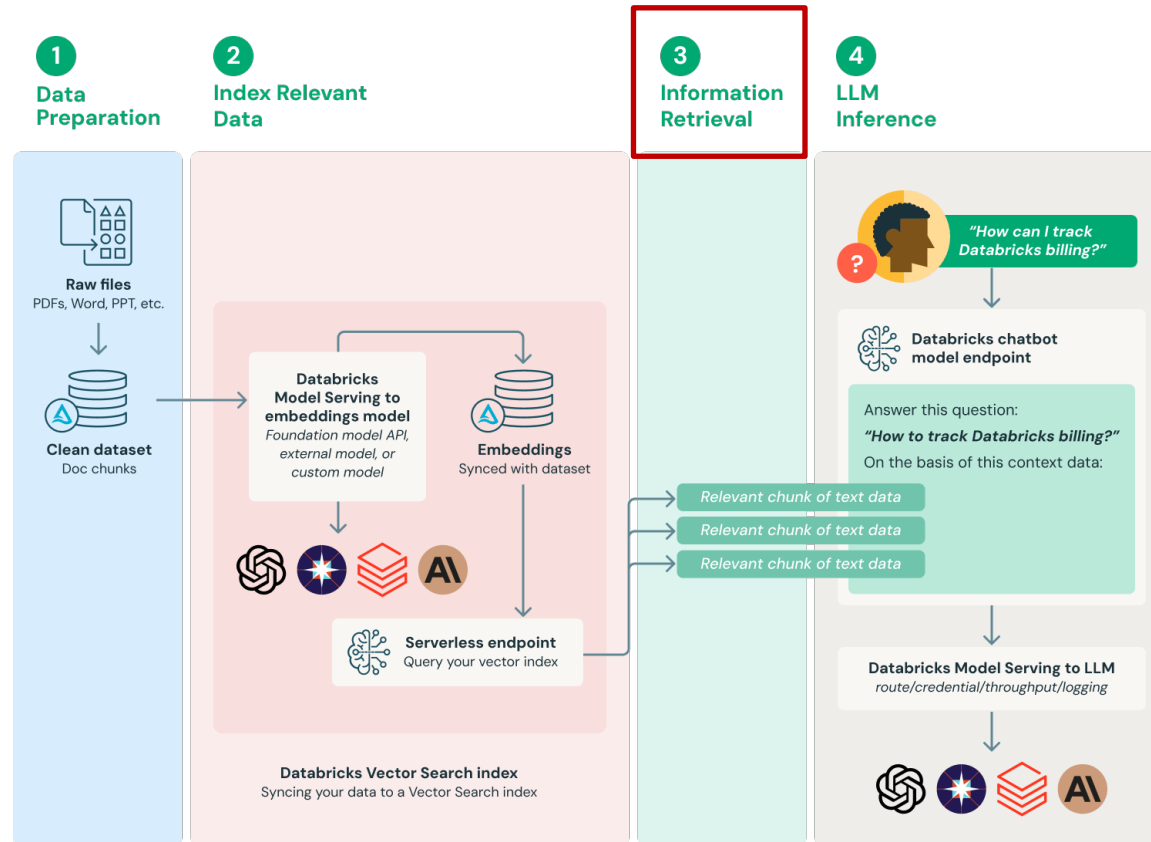 1
Data
Preparation
2
Index Relevant
Data
3
Information
Retrieval
4
LLM
Inference
Raw files
PDFs, Word, PPT, etc.
Clean dataset
Doc chunks
Databricks
Model Serving to
embeddings model
Foundation model API,
external model, or
custom model
Embeddings
Synced with dataset
AI
Serverless endpoint
Query your vector index
Databricks Vector Search index
Syncing your data to a Vector Search index
Relevant chunk of text data
Relevant chunk of text data
Relevant chunk of text data
“How can I track
Databricks billing?”
?
Databricks chatbot
model endpoint
Answer this question:
“How to track Databricks billing?”
On the basis of this context data:
Databricks Model Serving to LLM
route/credential/throughput/logging
AI